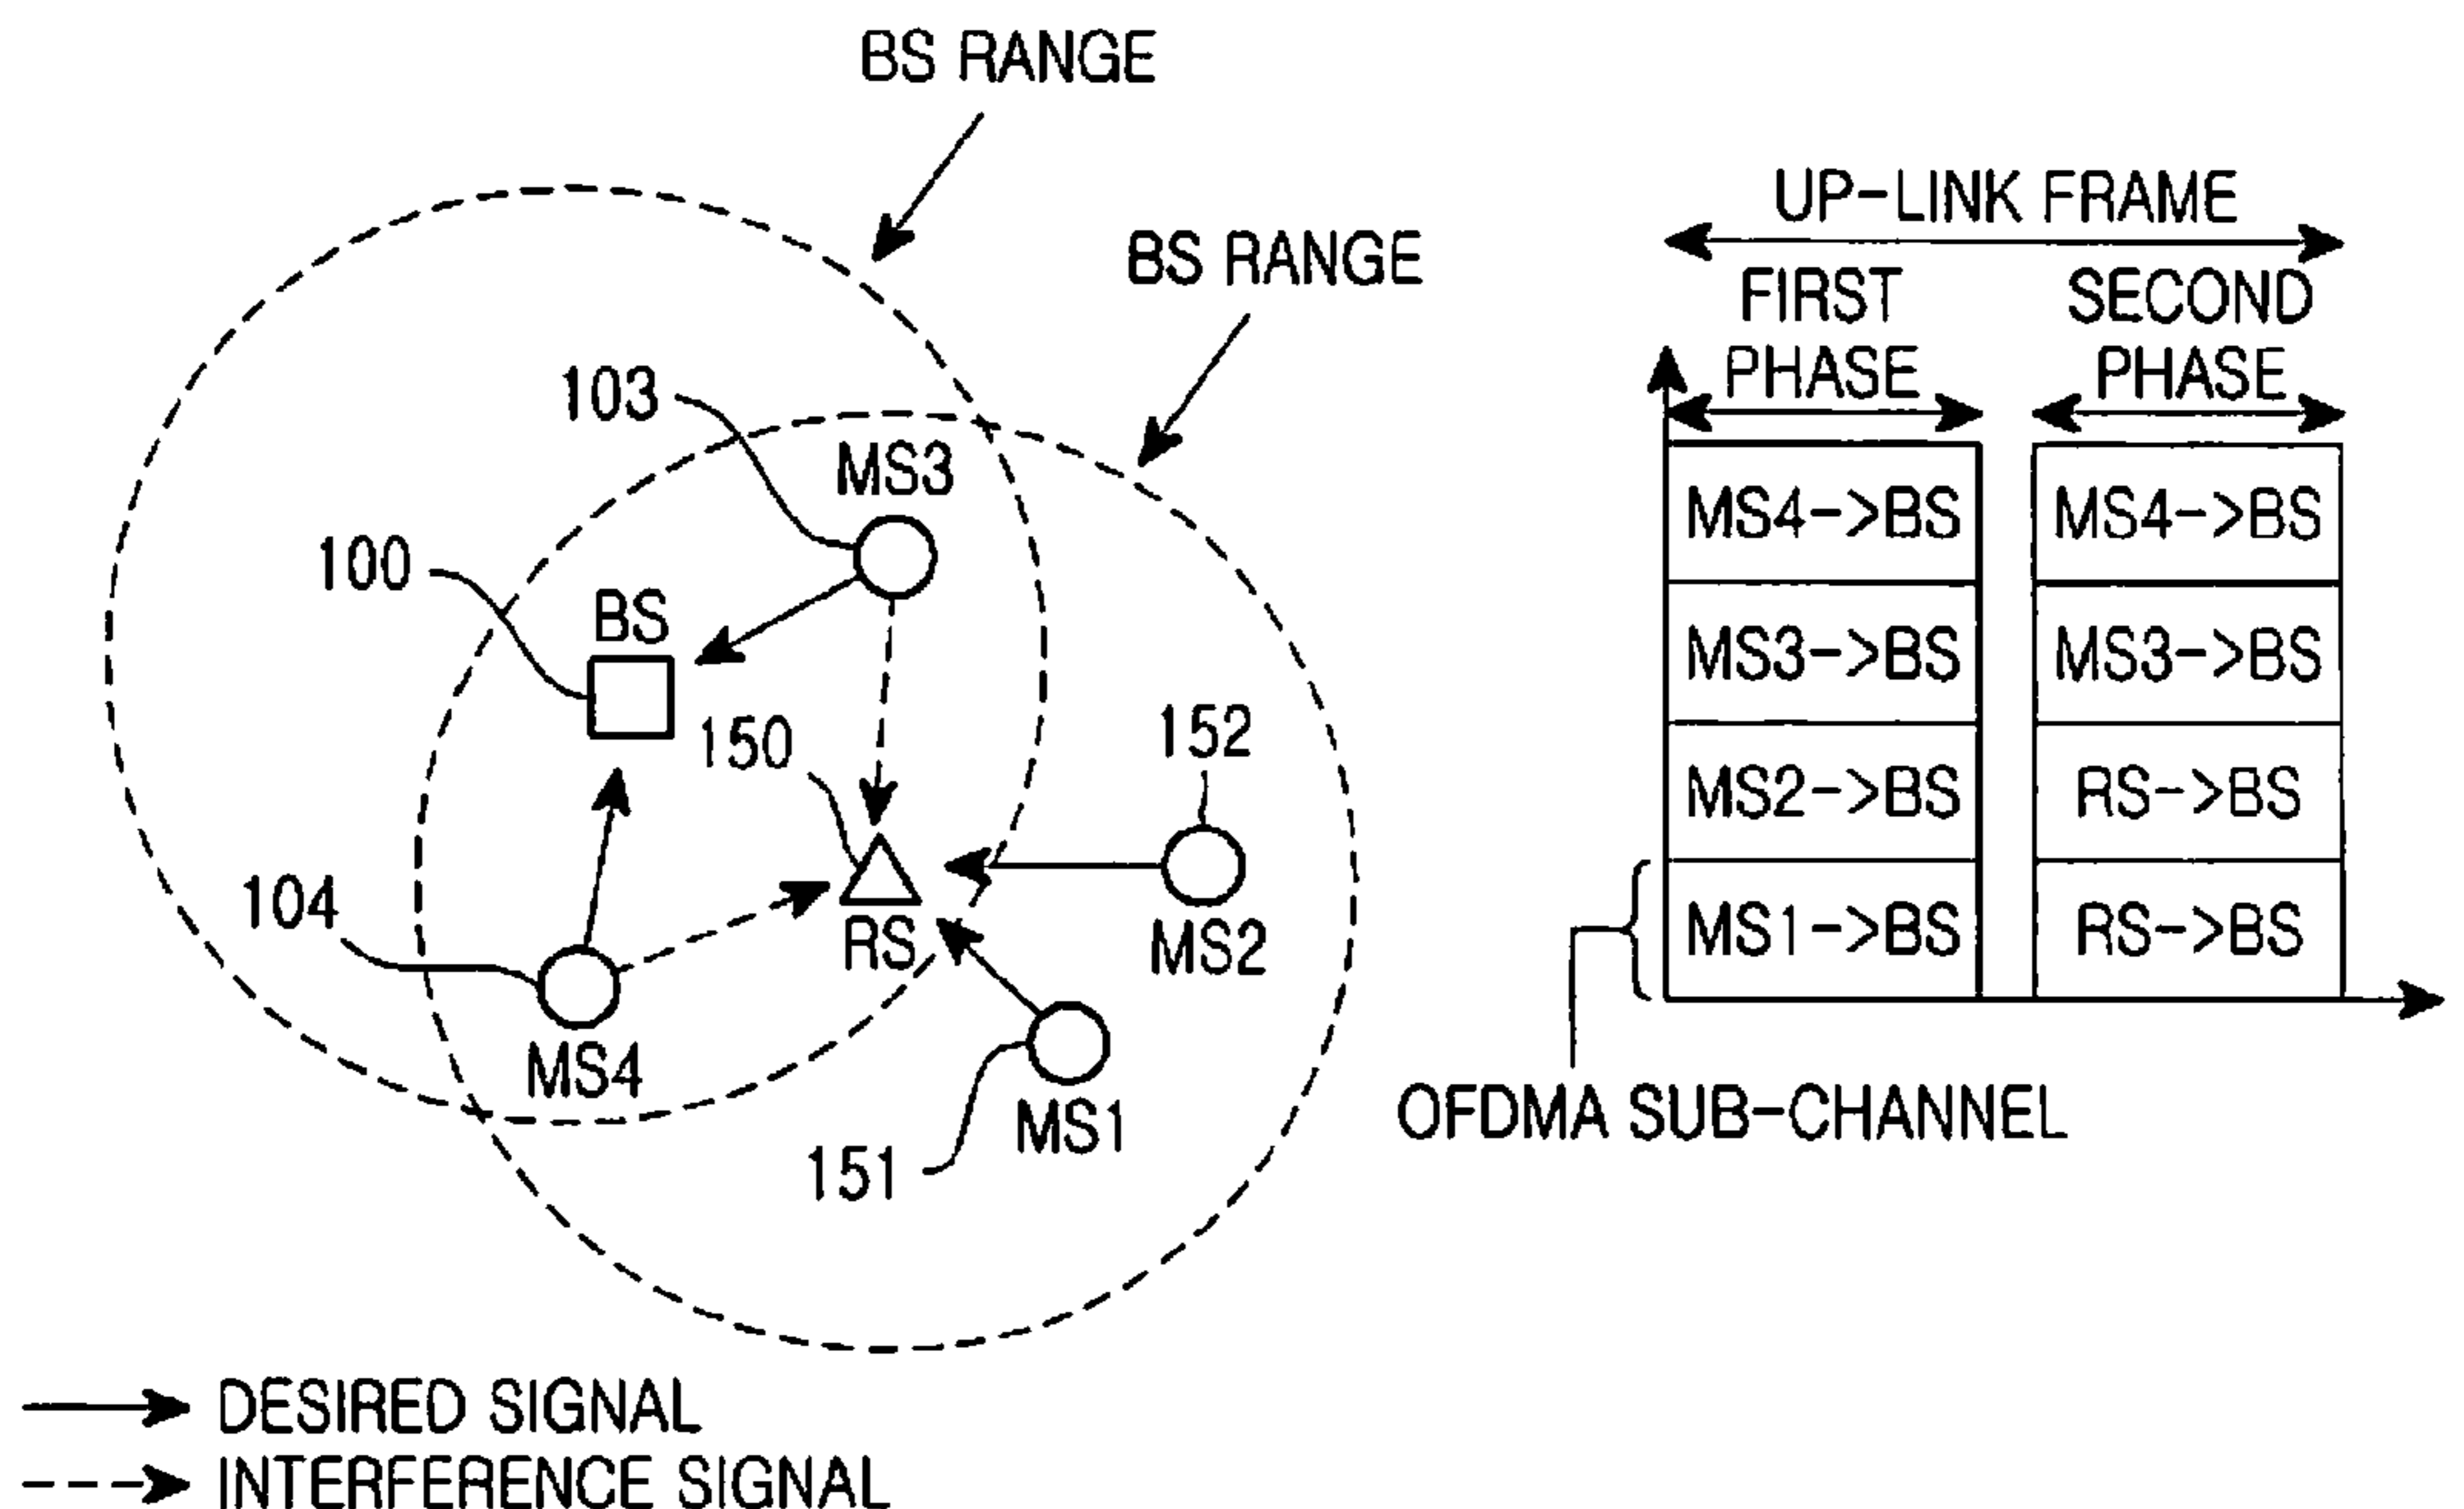 BS RANGE
BS RANGE
103
MS3
100
BS
150
152
104
RS
MS2
MS4
MS1
151
UP-LINK FRAME
FIRST
PHASE
SECOND
PHASE
MS4->BS
MS4->BS
MS3->BS
MS3->BS
MS2->BS
RS->BS
MS1->BS
RS->BS
OFDMA SUB-CHANNEL
DESIRED SIGNAL
INTERFERENCE SIGNAL